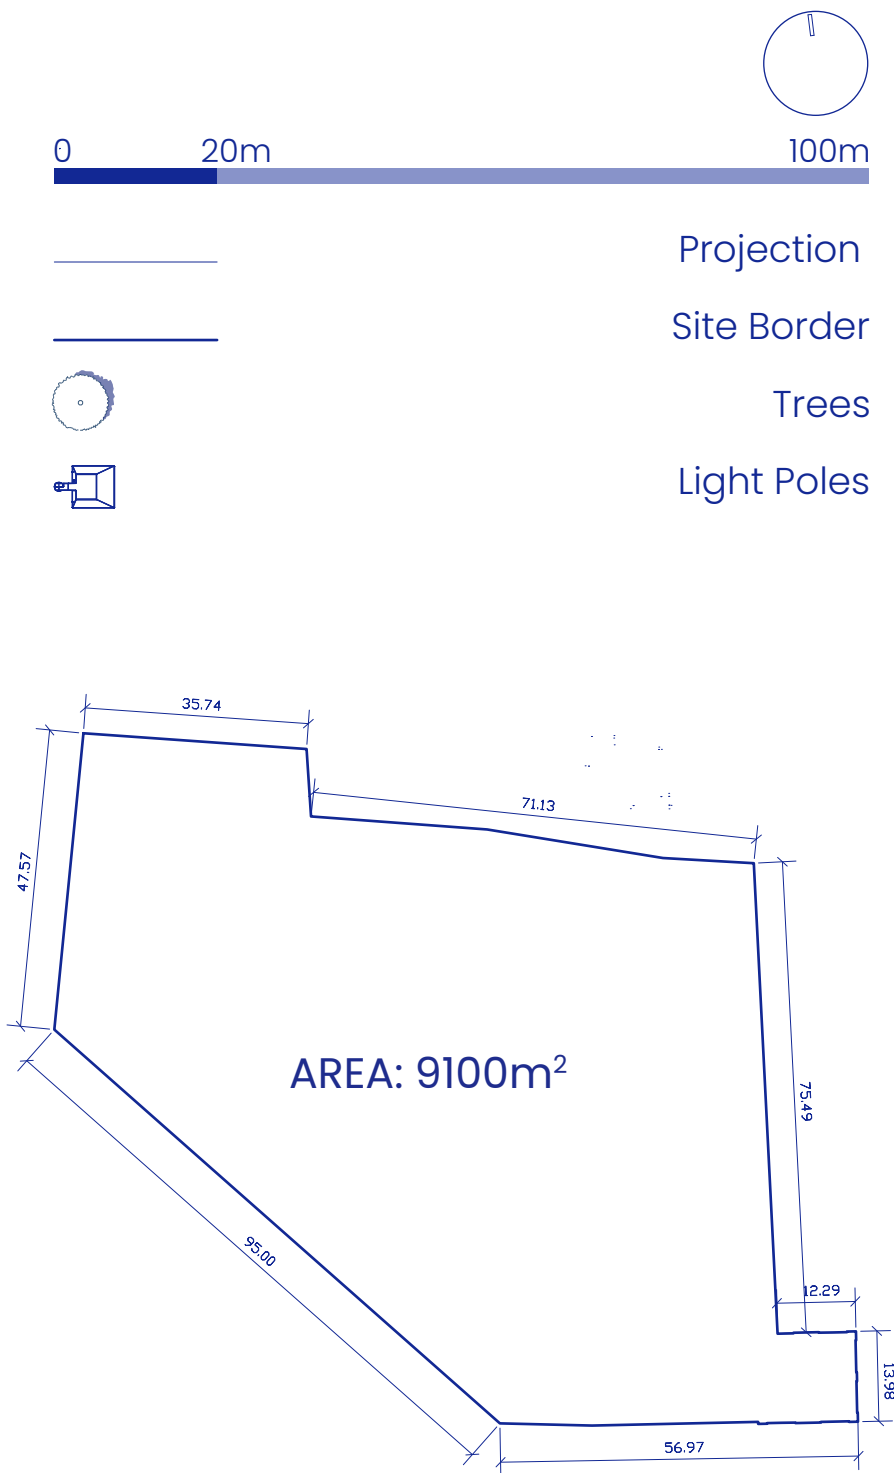 0 20m 100m
Projection
Site Border
Trees
Light Poles
35.74
71.13
47.57
AREA: 9100m²
75.49
95.00
12.29
13.98
56.97